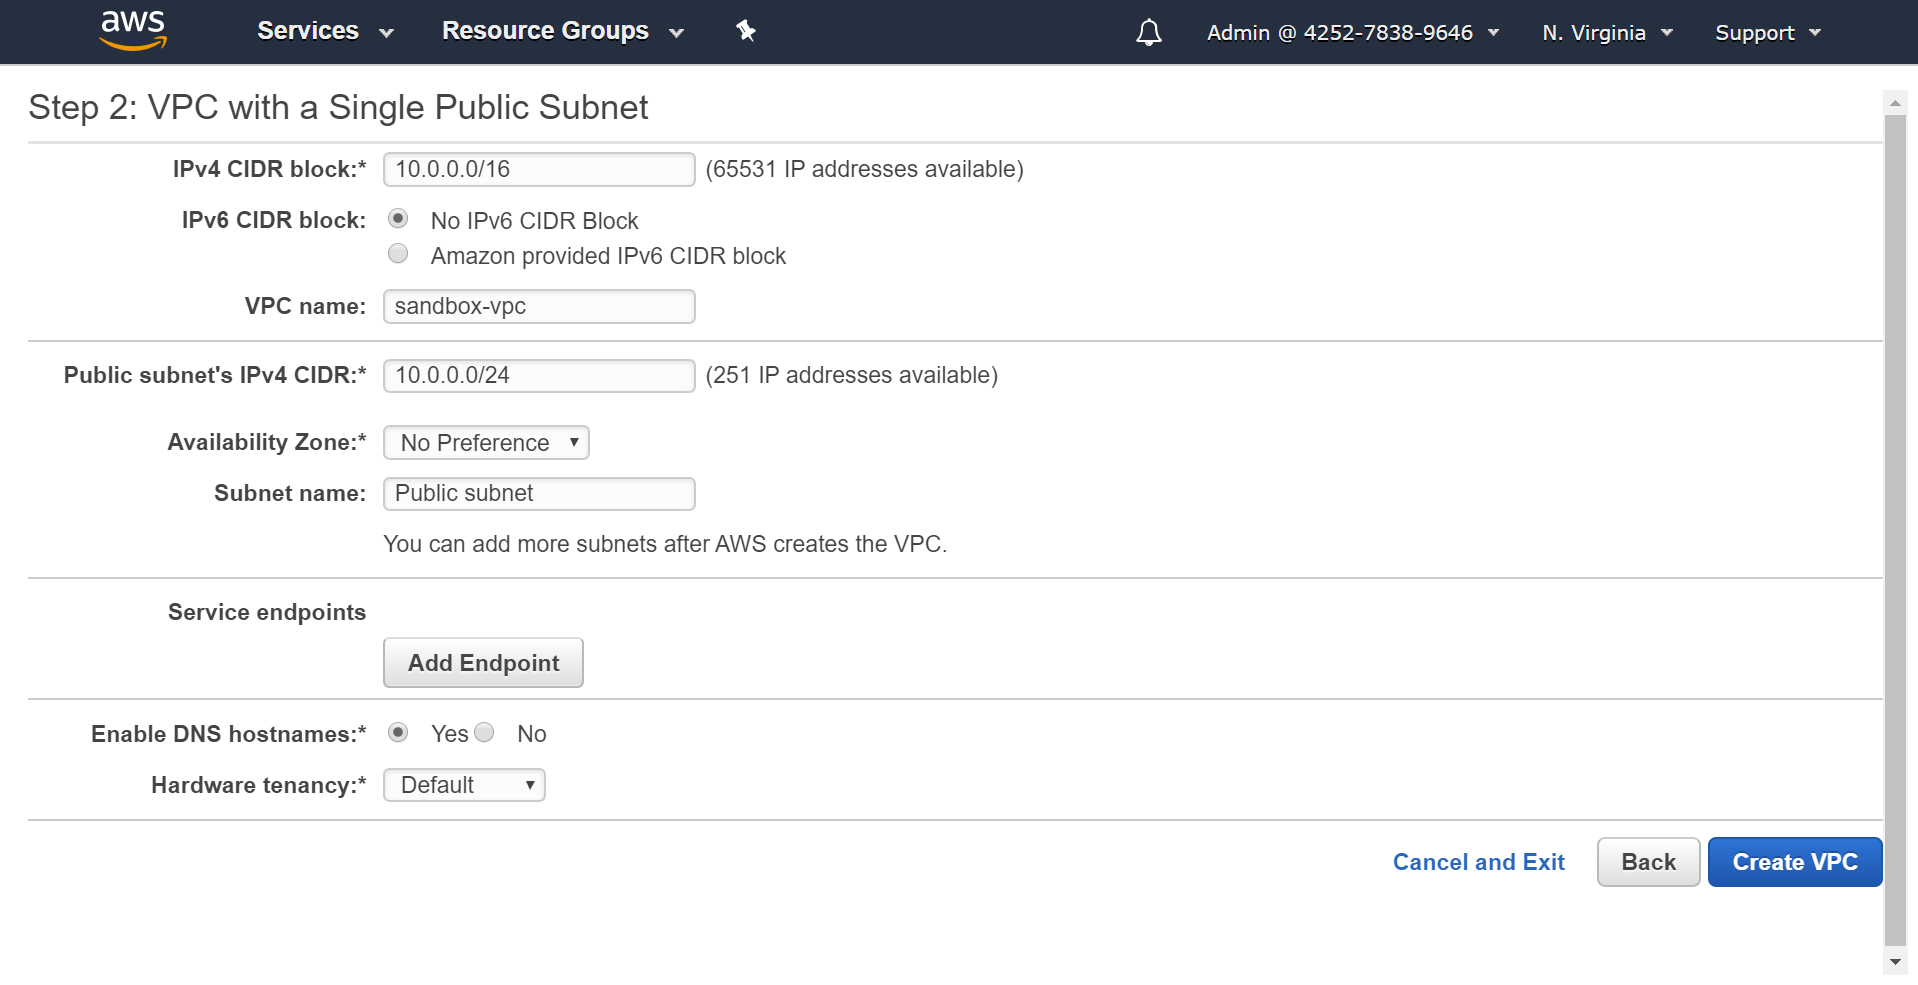 aws Services Resource Groups Admin @ 4252-7838-9646 N. Virginia Support
Step 2: VPC with a Single Public Subnet
IPv4 CIDR block:* 10.0.0.0/16 (65531 IP addresses available)
IPv6 CIDR block: No IPv6 CIDR Block
Amazon provided IPv6 CIDR block
VPC name: sandbox-vpc
Public subnet's IPv4 CIDR:* 10.0.0.0/24 (251 IP addresses available)
Availability Zone:* No Preference
Subnet name: Public subnet
You can add more subnets after AWS creates the VPC.
Service endpoints
Add Endpoint
Enable DNS hostnames:* Yes No
Hardware tenancy:* Default
Cancel and Exit Back Create VPC